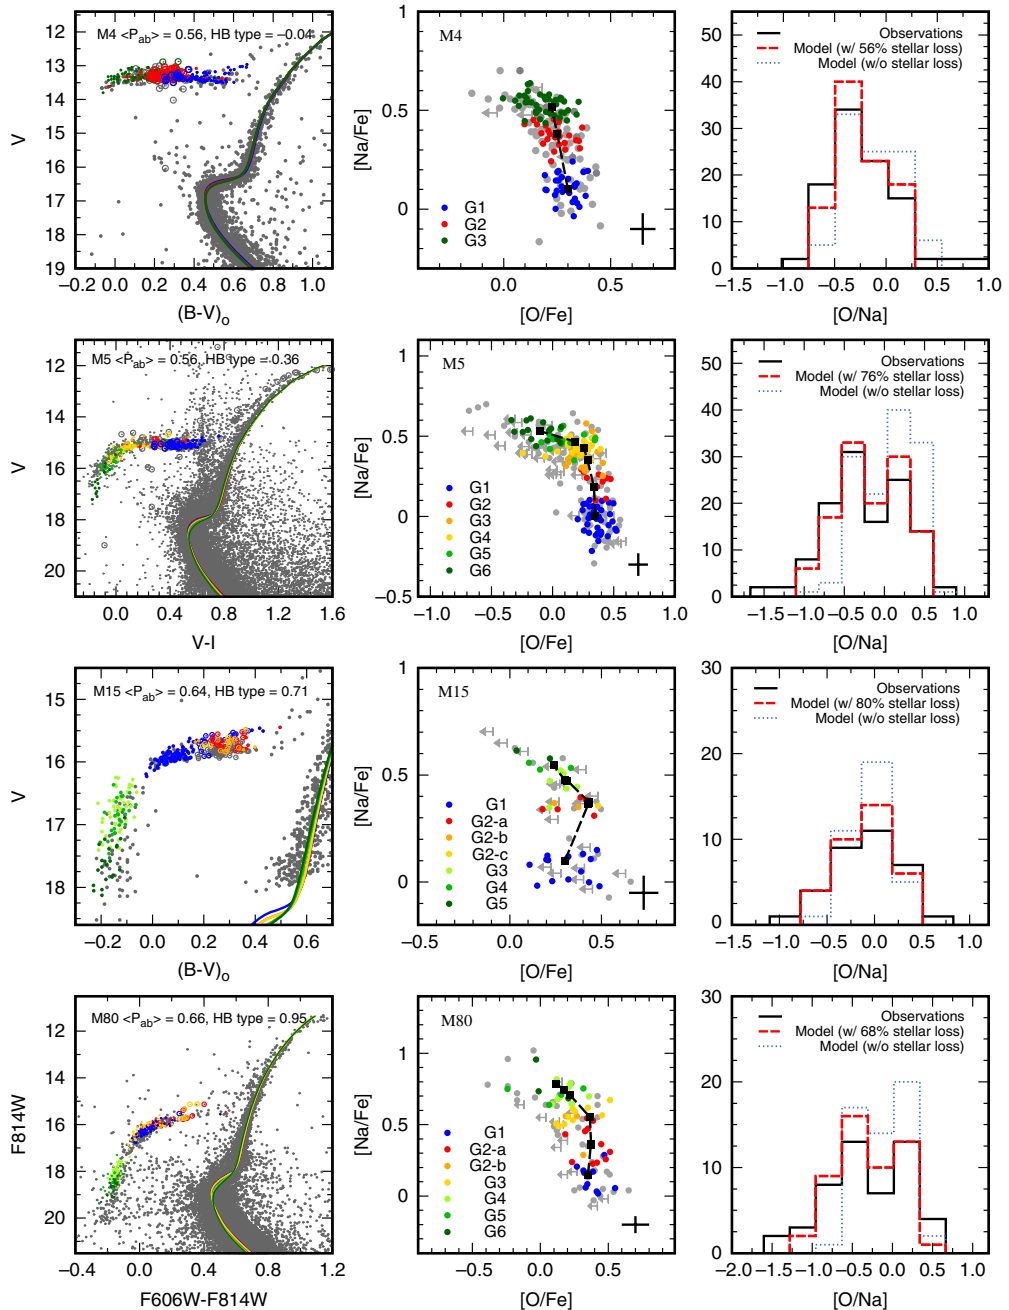 M4 <P_ab> = 0.56, HB type = −0.04
12
13
14
15
16
17
18
19
V
−0.2 0.0 0.2 0.4 0.6 0.8 1.0
(B-V)o
M4
1
0.5
0
[Na/Fe]
G1
G2
G3
0.0 0.5
[O/Fe]
50
40
30
20
10
0
Observations
Model (w/ 56% stellar loss)
Model (w/o stellar loss)
−1.5 −1.0 −0.5 0.0 0.5 1.0
[O/Na]
M5 <P_ab> = 0.56, HB type = 0.36
12
14
16
18
20
V
0.0 0.4 0.8 1.2 1.6
V-I
M5
1
0.5
0
−0.5
[Na/Fe]
G1
G2
G3
G4
G5
G6
−1.0 −0.5 0.0 0.5 1.0
[O/Fe]
50
40
30
20
10
0
Observations
Model (w/ 76% stellar loss)
Model (w/o stellar loss)
−1.5 −1.0 −0.5 0.0 0.5 1.0
[O/Na]
M15 <P_ab> = 0.64, HB type = 0.71
15
16
17
18
V
−0.2 0.0 0.2 0.4 0.6
(B-V)o
M15
1
0.5
0
[Na/Fe]
G1
G2-a
G2-b
G2-c
G3
G4
G5
−0.5 0.0 0.5
[O/Fe]
30
20
10
0
Observations
Model (w/ 80% stellar loss)
Model (w/o stellar loss)
−1.5 −1.0 −0.5 0.0 0.5 1.0
[O/Na]
M80 <P_ab> = 0.66, HB type = 0.95
12
14
16
18
20
F814W
−0.4 0.0 0.4 0.8 1.2
F606W-F814W
M80
1
0.5
0
[Na/Fe]
G1
G2-a
G2-b
G3
G4
G5
G6
−0.5 0.0 0.5 1.0
[O/Fe]
30
20
10
0
Observations
Model (w/ 68% stellar loss)
Model (w/o stellar loss)
−2.0 −1.5 −1.0 −0.5 0.0 0.5 1.0
[O/Na]